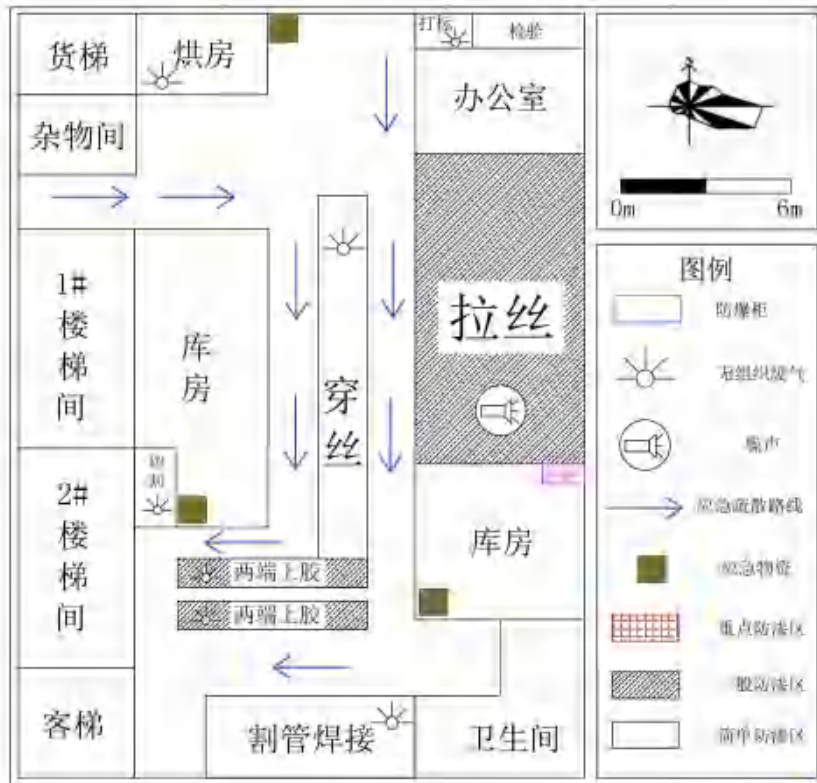 货梯
烘房
打标
检验
办公室
杂物间
0m
6m
1#
楼
梯
间
库
房
穿
丝
拉丝
图例
防爆柜
无组织废气
噪声
应急疏散路线
应急物资
重点防渗区
一般防渗区
简单防渗区
2#
楼
梯
间
库房
两端上胶
两端上胶
客梯
割管焊接
卫生间